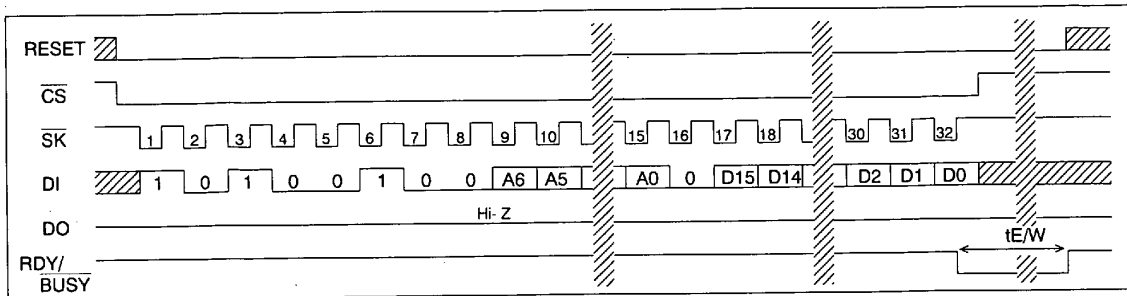 RESET
CS
SK 1 2 3 4 5 6 7 8 9 10 15 16 17 18 30 31 32
DI 1 0 1 0 0 1 0 0 A6 A5 A0 0 D15 D14 D2 D1 D0
Hi-Z
DO
tE/W
RDY/
BUSY